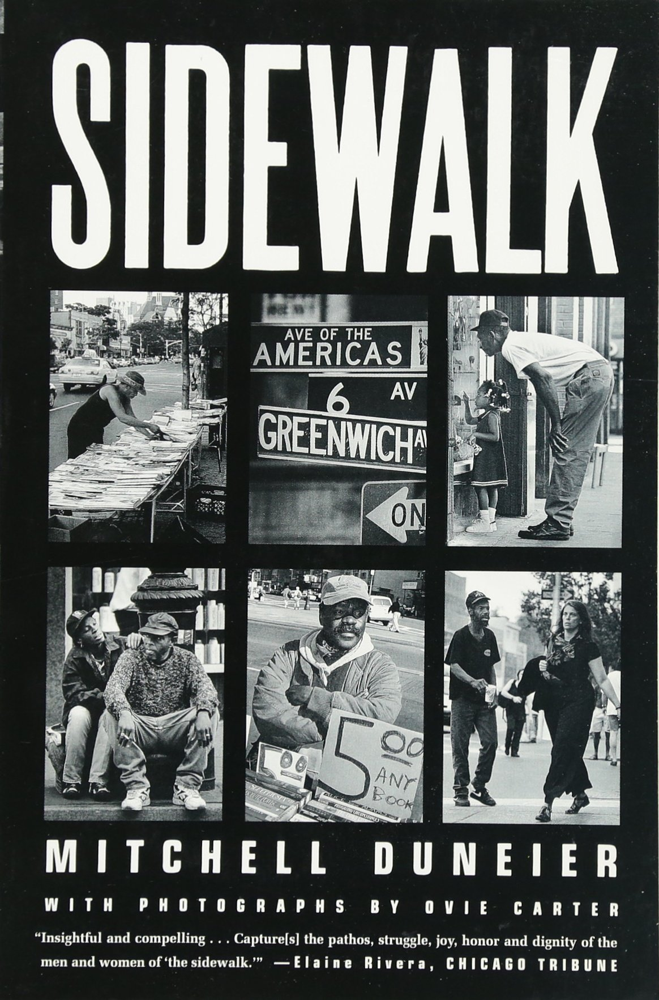 SIDEWALK
AVE OF THE
AMERICAS
6 AV
GREENWICH AV
ON
5 00
ANY
BOOK
MITCHELL DUNEIER
WITH PHOTOGRAPHS BY OVIE CARTER
“Insightful and compelling . . . Capture[s] the pathos, struggle, joy, honor and dignity of the
men and women of ‘the sidewalk.’” —Elaine Rivera, CHICAGO TRIBUNE